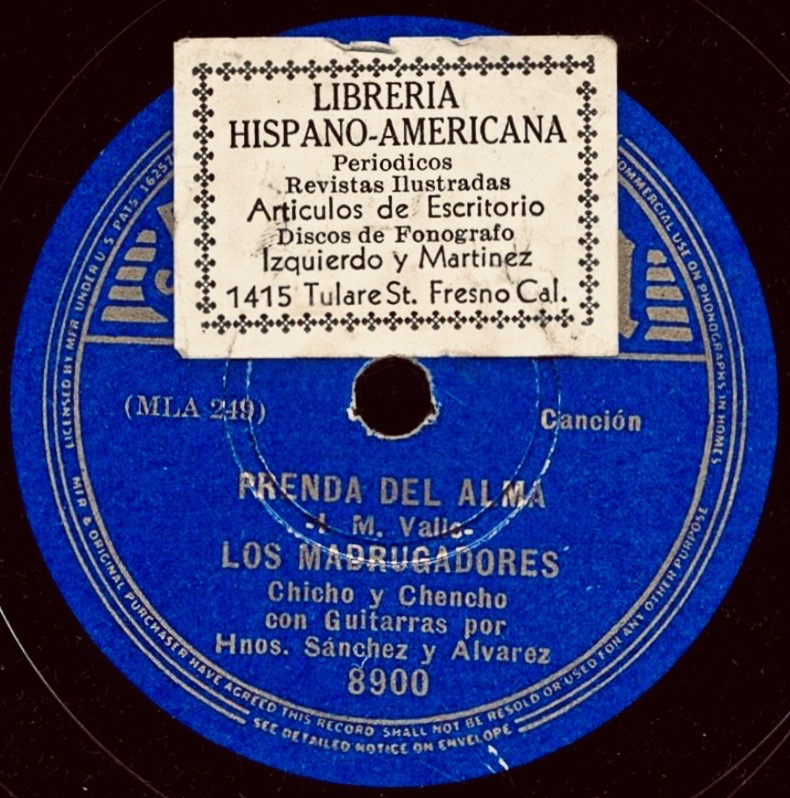 LIBRERIA
HISPANO-AMERICANA
Periodicos
Revistas Ilustradas
Articulos de Escritorio
Discos de Fonografo
Izquierdo y Martinez
1415 Tulare St. Fresno Cal.
(MLA 249)
Canción
PRENDA DEL ALMA
M. Valle-
LOS MADRUGADORES
Chicho y Chencho
con Guitarras por
Hnos. Sánchez y Alvarez
8900
LICENSED BY MFR UNDER U S PATS 16257
COMMERCIAL USE ON PHONOGRAPHS IN HOMES
MFR & ORIGINAL PURCHASER HAVE AGREED THIS RECORD SHALL NOT BE RESOLD OR USED FOR ANY OTHER PURPOSE
SEE DETAILED NOTICE ON ENVELOPE